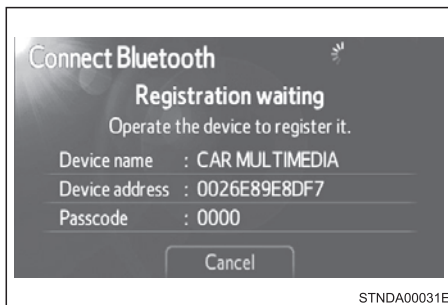 Connect Bluetooth
Registration waiting
Operate the device to register it.
Device name : CAR MULTIMEDIA
Device address : 0026E89E8DF7
Passcode : 0000
Cancel
STNDA00031E